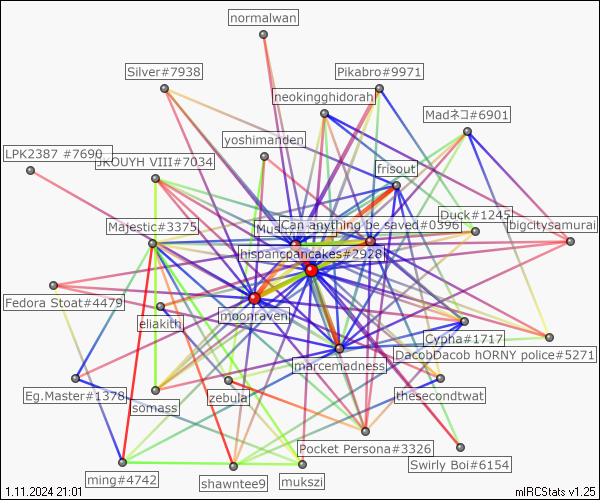 normalwan
Silver#7938
Pikabro#9971
neokingghidorah
Madネコ#6901
yoshimanden
LPK2387 #7690
JKOUYH VIII#7034
frisout
Duck#1245
Majestic#3375
Can anything be saved#0396
bigcitysamurai
hispancpancakes#2928
Fedora Stoat#4479
moonraven
eliakith
Cypha#1717
DacobDacob hORNY police#5271
marcemadness
Eg.Master#1378
somass
zebula
thesecondtwat
Pocket Persona#3326
Swirly Boi#6154
ming#4742
shawntee9
mukszi
1.11.2024 21:01
mIRCStats v1.25